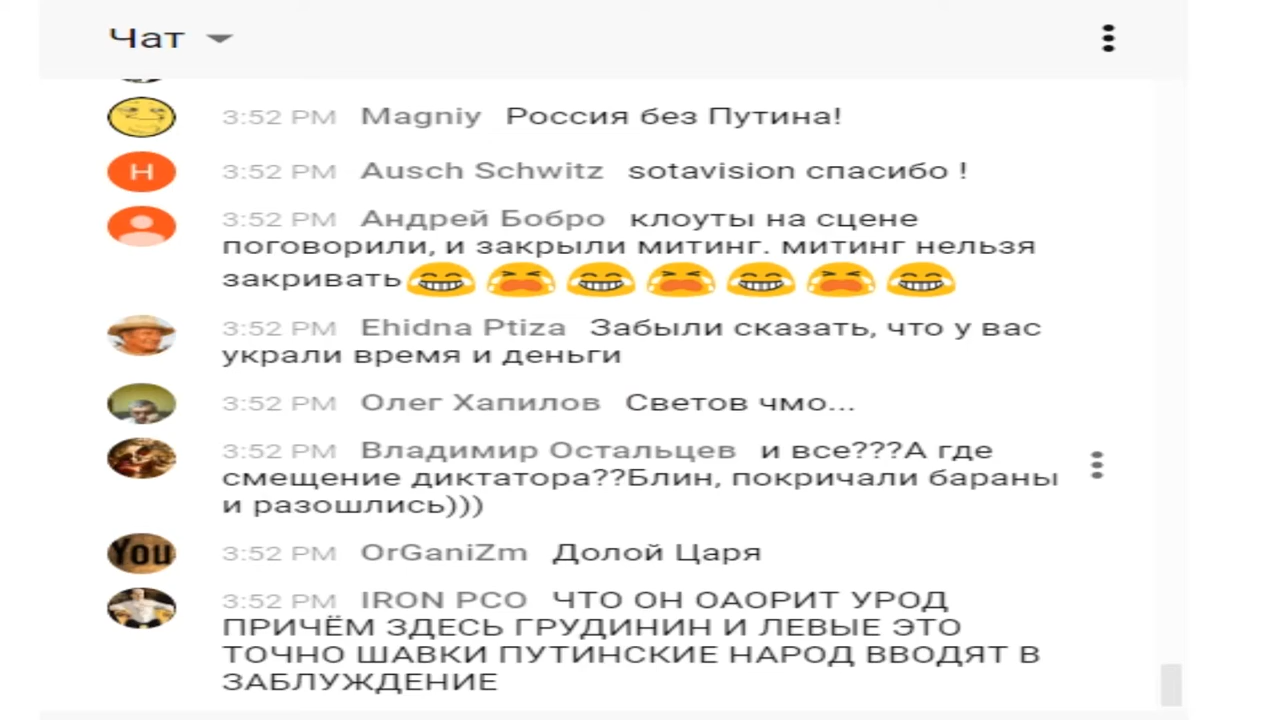 Чат
3:52 PM Magniy Россия без Путина!
H
3:52 PM Ausch Schwitz sotavision спасибо !
3:52 PM Андрей Бобро клоуты на сцене
поговорили, и закрыли митинг. митинг нельзя
закривать
3:52 PM Ehidna Ptiza Забыли сказать, что у вас
украли время и деньги
3:52 PM Олег Хапилов Светов чмо...
3:52 PM Владимир Остальцев и все???А где
смещение диктатора??Блин, покричали бараны
и разошлись)))
You
3:52 PM OrGaniZm Долой Царя
3:52 PM IRON PCO ЧТО ОН ОАОРИТ УРОД
ПРИЧЁМ ЗДЕСЬ ГРУДИНИН И ЛЕВЫЕ ЭТО
ТОЧНО ШАВКИ ПУТИНСКИЕ НАРОД ВВОДЯТ В
ЗАБЛУЖДЕНИЕ